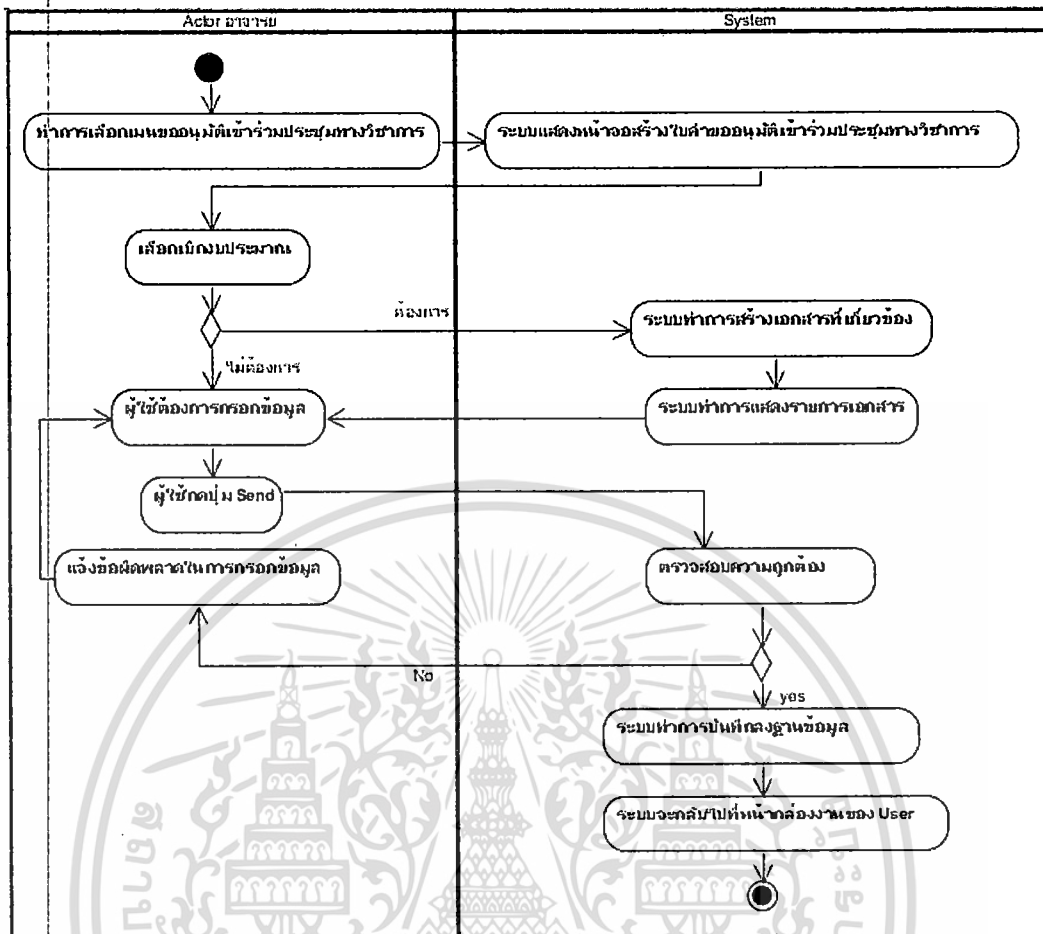 Actor อาจารย์
System
ทำการเลือกเมนูขออนุมัติเข้าร่วมประชุมทางวิชาการ
ระบบแสดงหน้าจอสร้างใบคำขออนุมัติเข้าร่วมประชุมทางวิชาการ
เลือกเบิกงบประมาณ
ต้องการ
ระบบทำการสร้างเอกสารที่เกี่ยวข้อง
ไม่ต้องการ
ผู้ใช้ต้องการกรอกข้อมูล
ระบบทำการแสดงรายการเอกสาร
ผู้ใช้กดปุ่ม Send
แจ้งข้อผิดพลาดในการกรอกข้อมูล
ตรวจสอบความถูกต้อง
No
yes
ระบบทำการบันทึกลงฐานข้อมูล
ระบบจะกลับไปที่หน้ากล่องงานของ User